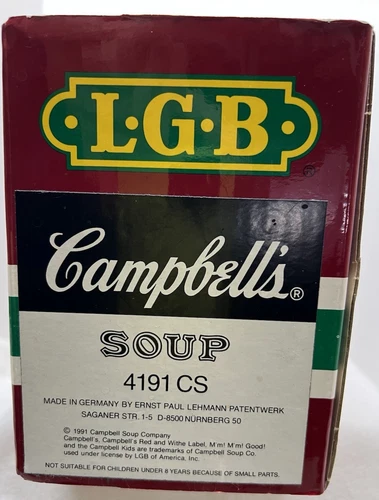 L·G·B
Campbell's®
SOUP
4191 CS
MADE IN GERMANY BY ERNST PAUL LEHMANN PATENTWERK
SAGANER STR. 1-5 D-8500 NÜRNBERG 50
© 1991 Campbell Soup Company
Campbell's, Campbell's Red and Withe Label, M'm! M'm! Good!
and the Campbell Kids are trademarks of Campbell Soup Co.
used under license by LGB of America, Inc.
NOT SUITABLE FOR CHILDREN UNDER 8 YEARS BECAUSE OF SMALL PARTS.